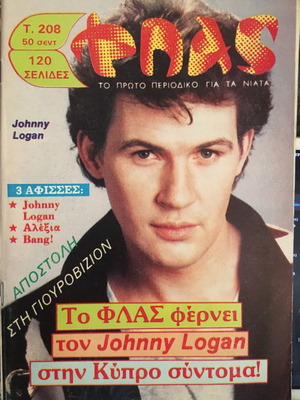 Τ. 208
50 σεντ
120
ΣΕΛΙΔΕΣ
ΦΛΑΣ
ΤΟ ΠΡΩΤΟ ΠΕΡΙΟΔΙΚΟ ΓΙΑ ΤΑ ΝΙΑΤΑ
Johnny
Logan
3 ΑΦΙΣΣΕΣ:
★ Johnny
Logan
★ Αλέξια
★ Bang!
ΑΠΟΣΤΟΛΗ
ΣΤΗ ΓΙΟΥΡΟΒΙΖΙΟΝ
Το ΦΛΑΣ φέρνει
τον Johnny Logan
στην Κύπρο σύντομα!